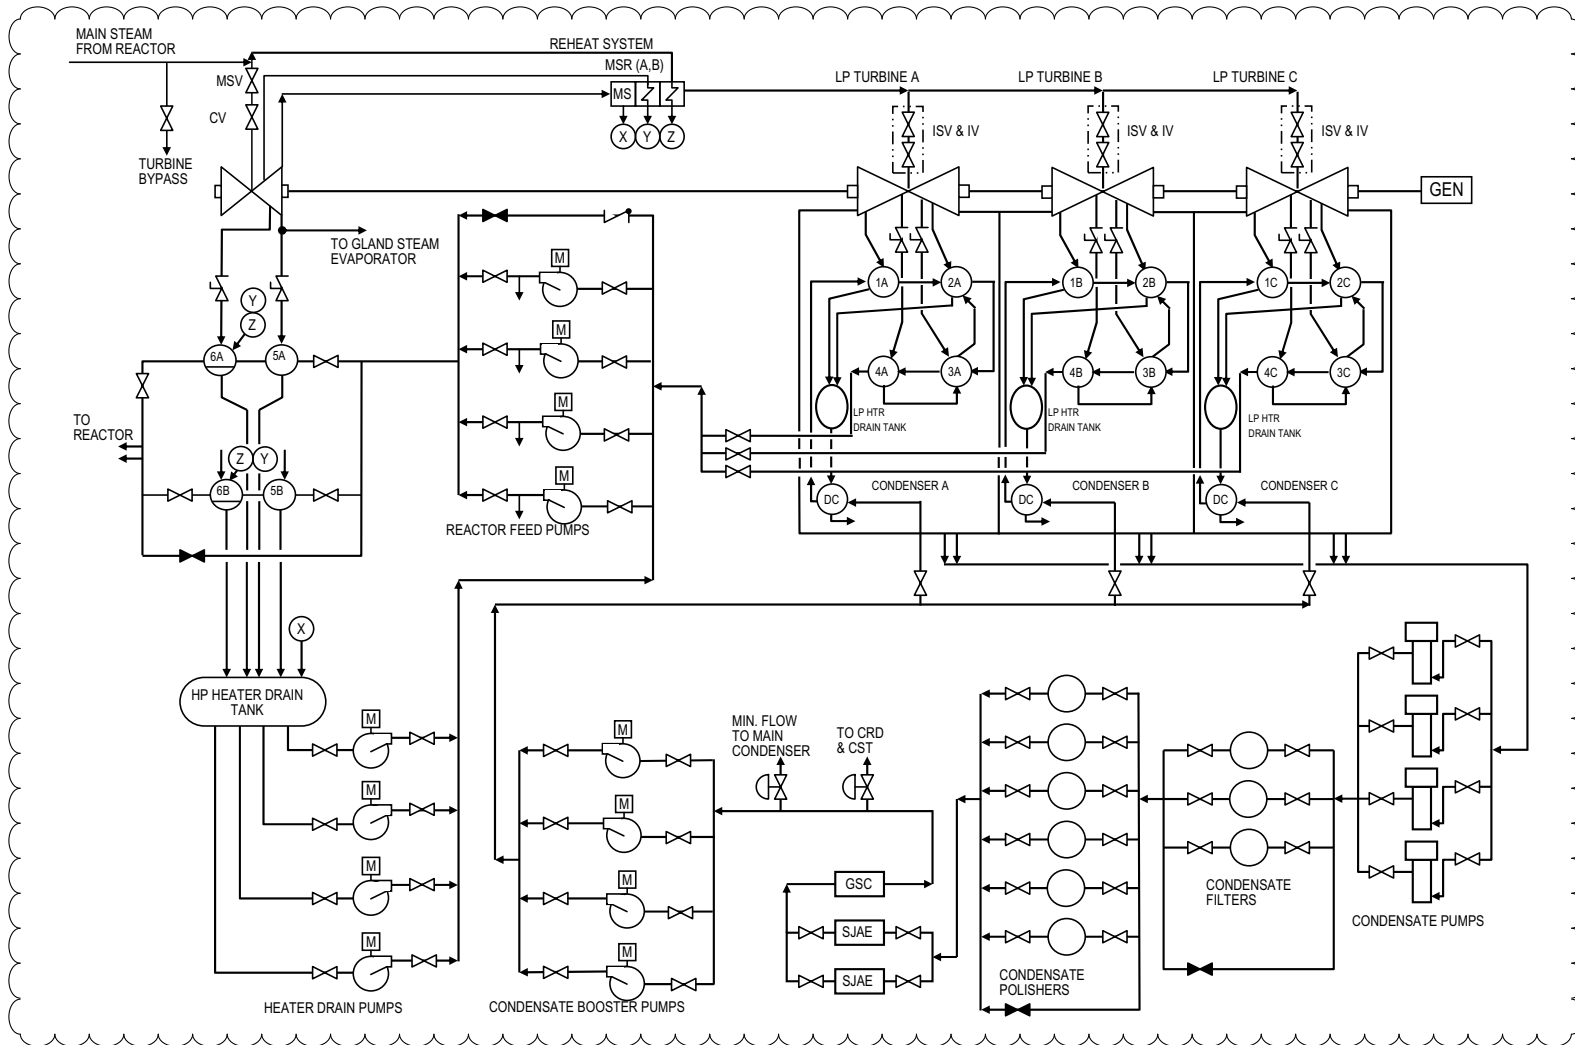 MAIN STEAM
FROM REACTOR
REHEAT SYSTEM
MSR (A,B)
LP TURBINE A
LP TURBINE B
LP TURBINE C
MSV
MS
CV
X
Y
Z
ISV & IV
ISV & IV
ISV & IV
TURBINE
BYPASS
GEN
TO GLAND STEAM
EVAPORATOR
M
1A
2A
1B
2B
1C
2C
Y
Z
M
6A
5A
4A
3A
4B
3B
4C
3C
M
LP HTR
DRAIN TANK
LP HTR
DRAIN TANK
LP HTR
DRAIN TANK
TO
REACTOR
Z
Y
M
6B
5B
DC
CONDENSER A
DC
CONDENSER B
DC
CONDENSER C
REACTOR FEED PUMPS
X
HP HEATER DRAIN
TANK
M
M
MIN. FLOW
TO MAIN
CONDENSER
TO CRD
& CST
M
M
M
M
GSC
CONDENSATE
FILTERS
CONDENSATE PUMPS
SJAE
M
M
SJAE
CONDENSATE
POLISHERS
HEATER DRAIN PUMPS
CONDENSATE BOOSTER PUMPS